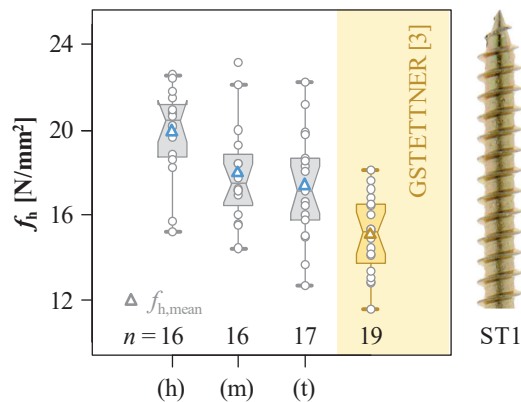 24
20
16
12
f_h [N/mm²]
GSTETTNER [3]
f_h,mean
n = 16 16 17 19
ST1
(h) (m) (t)